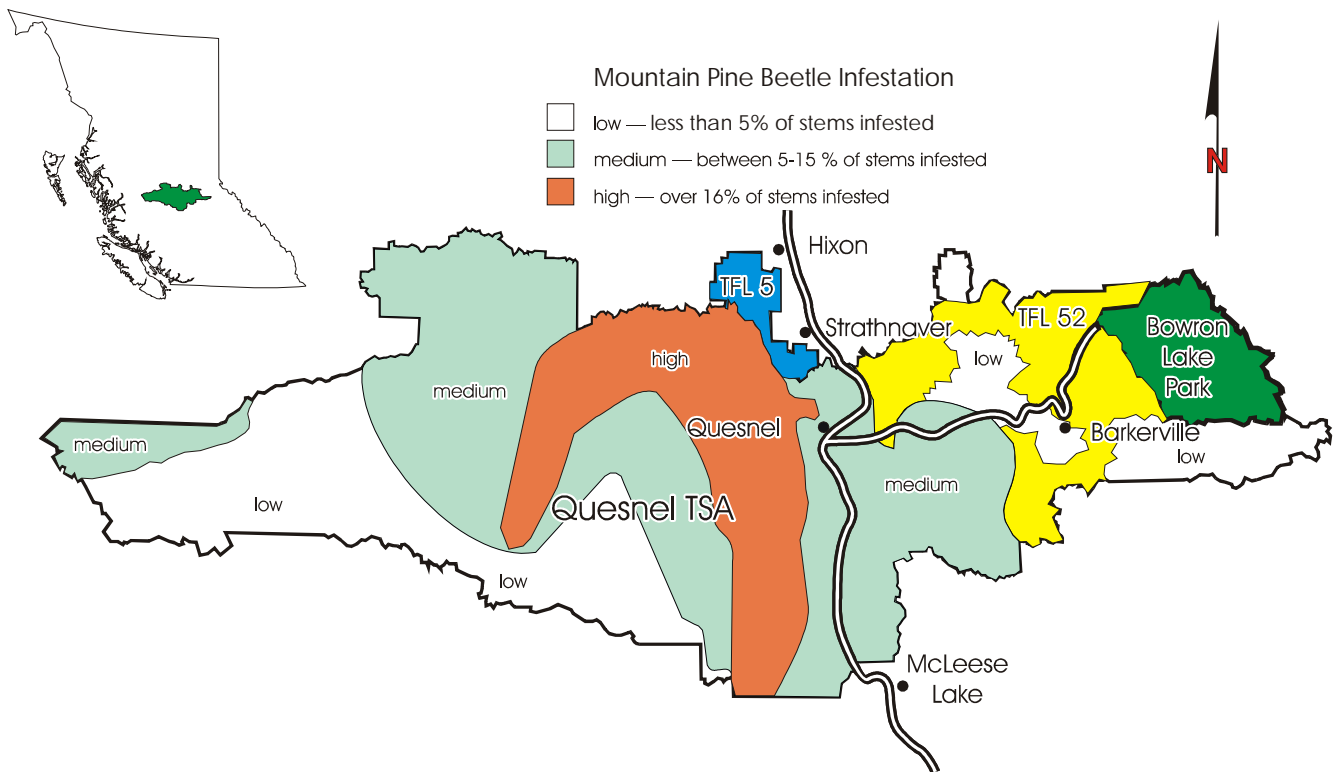 Mountain Pine Beetle Infestation
low — less than 5% of stems infested
medium — between 5-15 % of stems infested
high — over 16% of stems infested
N
Hixon
TFL 5
Strathnaver
TFL 52
Bowron
Lake
Park
low
high
medium
medium
Quesnel
Barkerville
low
medium
low
Quesnel TSA
low
McLeese
Lake